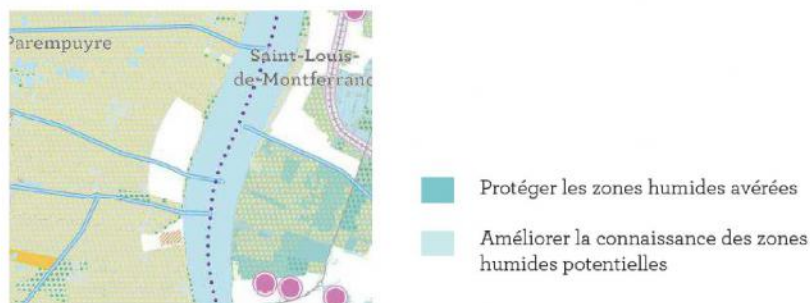 Parempuyre
Saint-Louis-
de-Montferrand
Protéger les zones humides avérées
Améliorer la connaissance des zones
humides potentielles